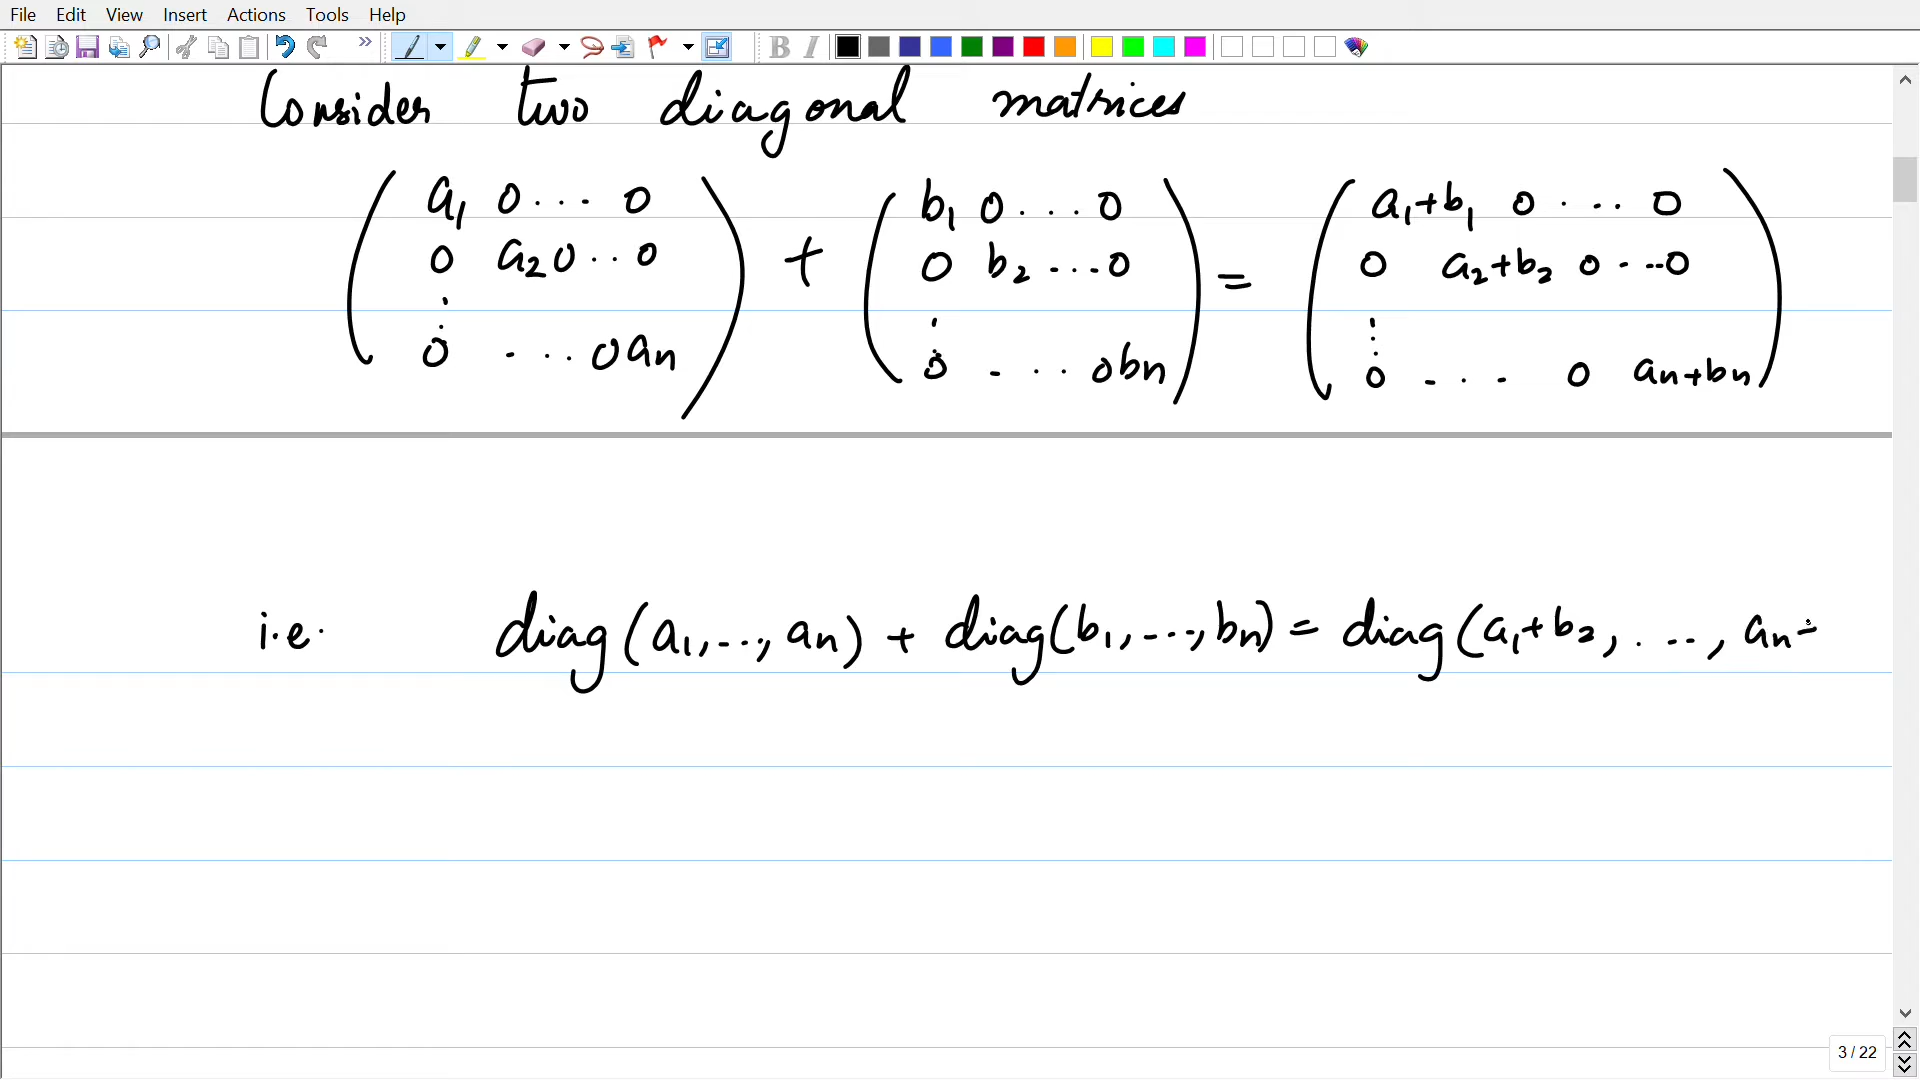 File Edit View Insert Actions Tools Help
B I
Consider two diagonal matrices
( a₁ 0 ... 0 ) + ( b₁ 0 ... 0 ) = ( a₁+b₁ 0 ... 0 )
0 a₂ 0 .. 0 0 b₂ ... 0 0 a₂+b₂ 0 ... 0
⋮ ⋮ ⋮
0 ... 0 aₙ 0 ... 0 bₙ 0 ... 0 aₙ+bₙ
i.e. diag(a₁,...,aₙ) + diag(b₁,...,bₙ) = diag(a₁+b₂, ..., aₙ-
3 / 22